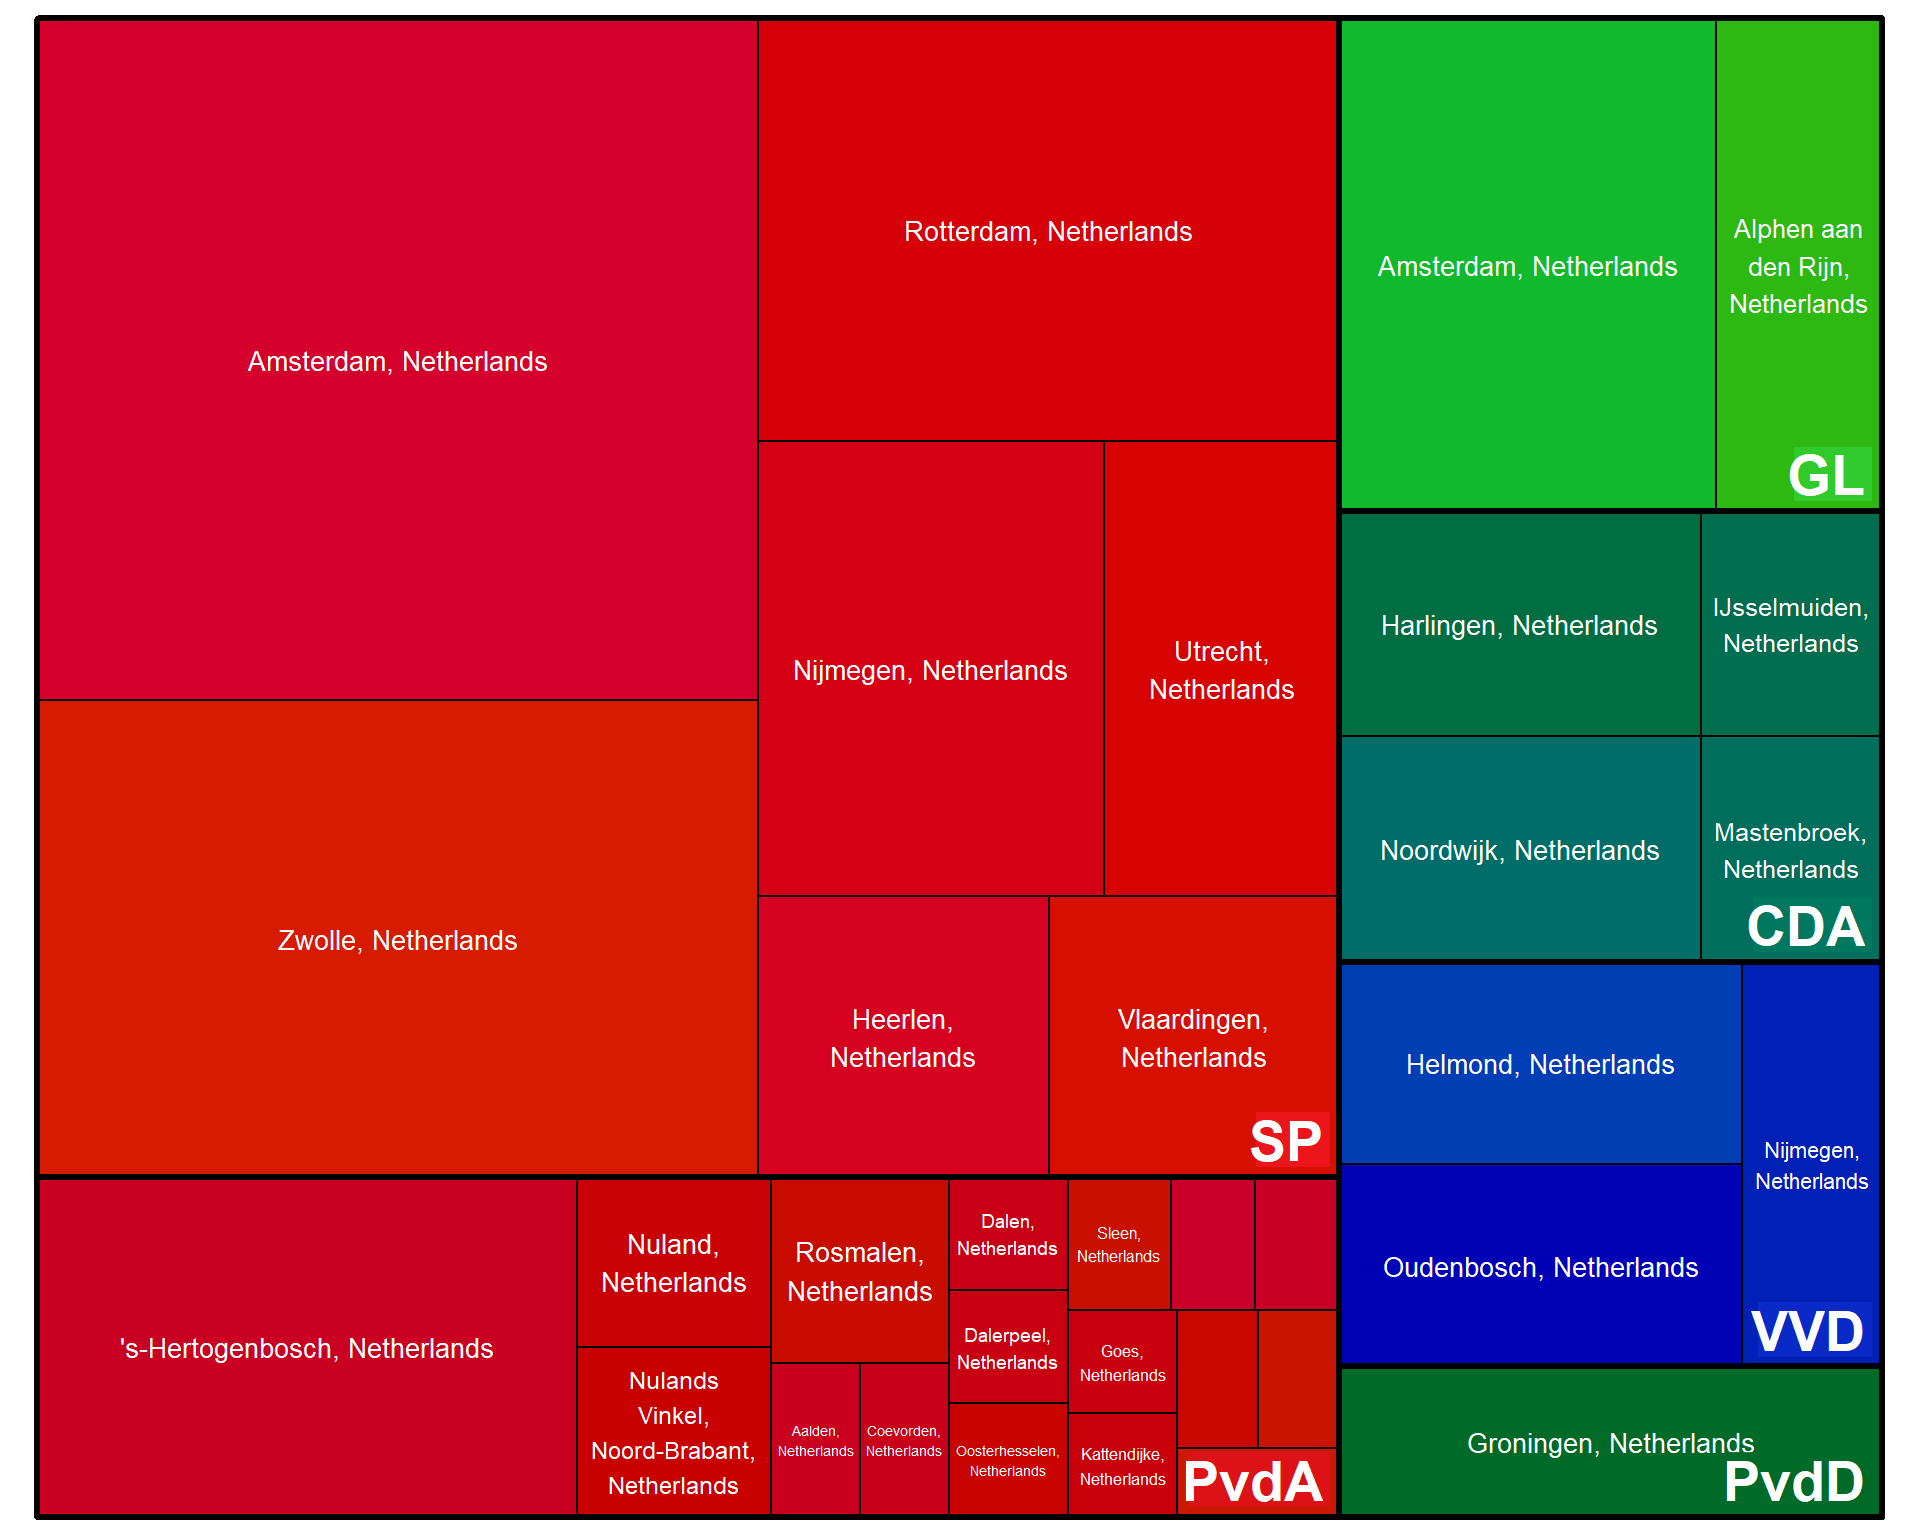 Amsterdam, Netherlands
Rotterdam, Netherlands
Zwolle, Netherlands
Nijmegen, Netherlands
Utrecht,
Netherlands
Heerlen,
Netherlands
Vlaardingen,
Netherlands
SP
's-Hertogenbosch, Netherlands
Nuland,
Netherlands
Nulands
Vinkel,
Noord-Brabant,
Netherlands
Rosmalen,
Netherlands
Aalden,
Netherlands
Coevorden,
Netherlands
Dalen,
Netherlands
Dalerpeel,
Netherlands
Oosterhesselen,
Netherlands
Sleen,
Netherlands
Goes,
Netherlands
Kattendijke,
Netherlands
PvdA
Amsterdam, Netherlands
Alphen aan
den Rijn,
Netherlands
GL
Harlingen, Netherlands
IJsselmuiden,
Netherlands
Noordwijk, Netherlands
Mastenbroek,
Netherlands
CDA
Helmond, Netherlands
Nijmegen,
Netherlands
Oudenbosch, Netherlands
VVD
Groningen, Netherlands
PvdD